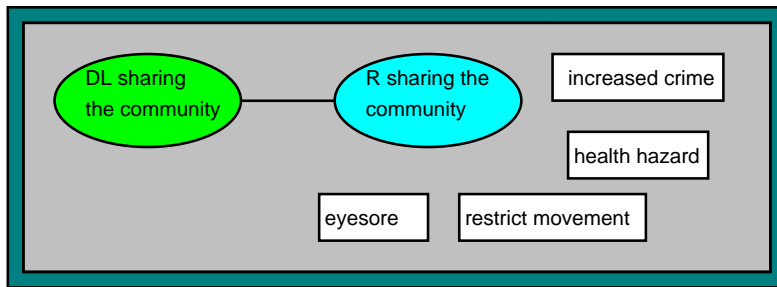 DL sharing
the community
R sharing the
community
increased crime
health hazard
eyesore
restrict movement